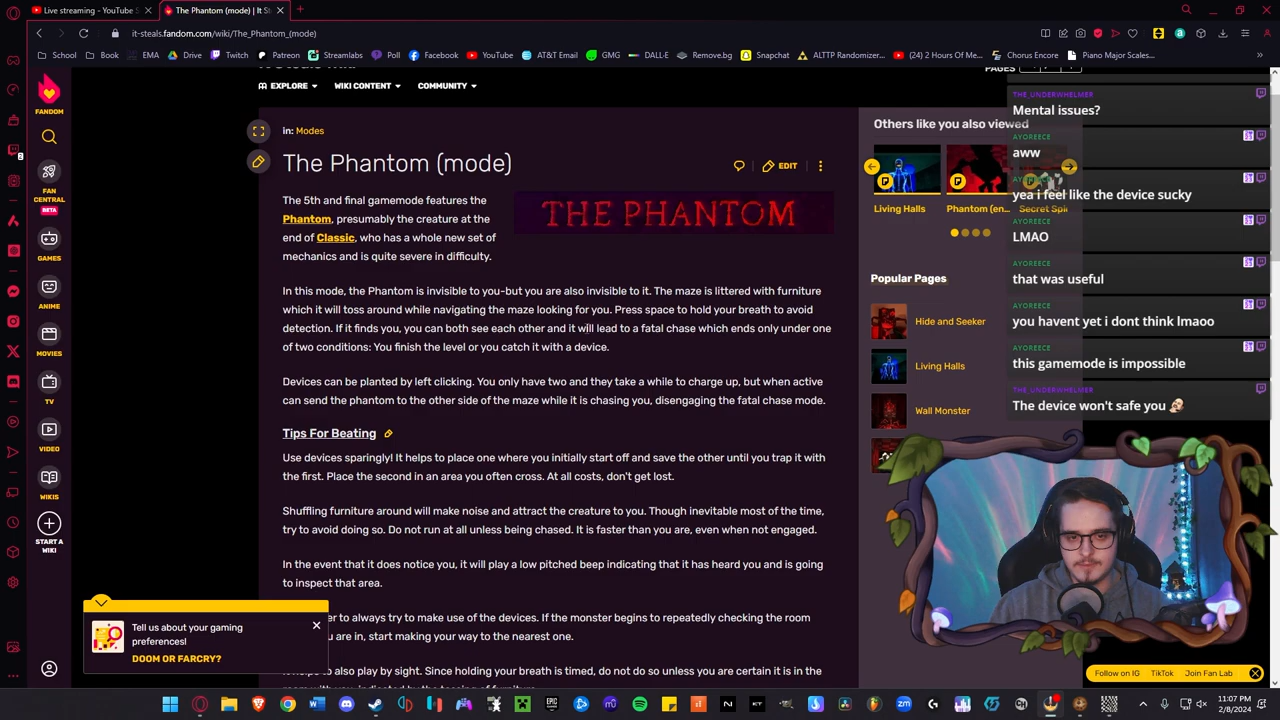 Live streaming - YouTube S
The Phantom (mode) | It St
it-steals.fandom.com/wiki/The_Phantom_(mode)
School
Book
EMA
Drive
Twitch
Patreon
Streamlabs
Poll
Facebook
YouTube
AT&T Email
GMG
DALL·E
Remove.bg
Snapchat
ALTTP Randomizer...
(24) 2 Hours Of Me...
Chorus Encore
Piano Major Scales...
FANDOM
FAN CENTRAL
BETA
GAMES
ANIME
MOVIES
TV
VIDEO
WIKIS
START A WIKI
EXPLORE
WIKI CONTENT
COMMUNITY
PAGES
in: Modes
The Phantom (mode)
EDIT
The 5th and final gamemode features the
Phantom, presumably the creature at the
end of Classic, who has a whole new set of
mechanics and is quite severe in difficulty.
THE PHANTOM
In this mode, the Phantom is invisible to you-but you are also invisible to it. The maze is littered with furniture
which it will toss around while navigating the maze looking for you. Press space to hold your breath to avoid
detection. If it finds you, you can both see each other and it will lead to a fatal chase which ends only under one
of two conditions: You finish the level or you catch it with a device.
Devices can be planted by left clicking. You only have two and they take a while to charge up, but when active
can send the phantom to the other side of the maze while it is chasing you, disengaging the fatal chase mode.
Tips For Beating
Use devices sparingly! It helps to place one where you initially start off and save the other until you trap it with
the first. Place the second in an area you often cross. At all costs, don't get lost.
Shuffling furniture around will make noise and attract the creature to you. Though inevitable most of the time,
try to avoid doing so. Do not run at all unless being chased. It is faster than you are, even when not engaged.
In the event that it does notice you, it will play a low pitched beep indicating that it has heard you and is going
to inspect that area.
er to always try to make use of the devices. If the monster begins to repeatedly checking the room
u are in, start making your way to the nearest one.
to also play by sight. Since holding your breath is timed, do not do so unless you are certain it is in the
Tell us about your gaming
preferences!
DOOM OR FARCRY?
Others like you also viewed
Living Halls
Phantom (en...
Secret Spli
Popular Pages
Hide and Seeker
Living Halls
Wall Monster
THE_UNDERWHELMER
Mental issues?
AYOREECE
aww
AYOREECE
yea i feel like the device sucky
AYOREECE
LMAO
AYOREECE
that was useful
AYOREECE
you havent yet i dont think lmaoo
AYOREECE
this gamemode is impossible
THE_UNDERWHELMER
The device won't safe you
Follow on IG
TikTok
Join Fan Lab
11:07 PM
2/8/2024